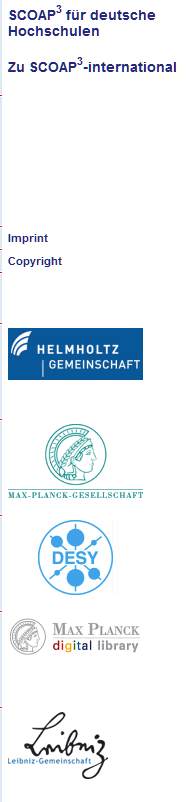 SCOAP3 für deutsche
Hochschulen
Zu SCOAP3-international
Imprint
Copyright
HELMHOLTZ
GEMEINSCHAFT
MAX-PLANCK-GESELLSCHAFT
DESY
MAX PLANCK
digital library
Leibniz
Leibniz-Gemeinschaft